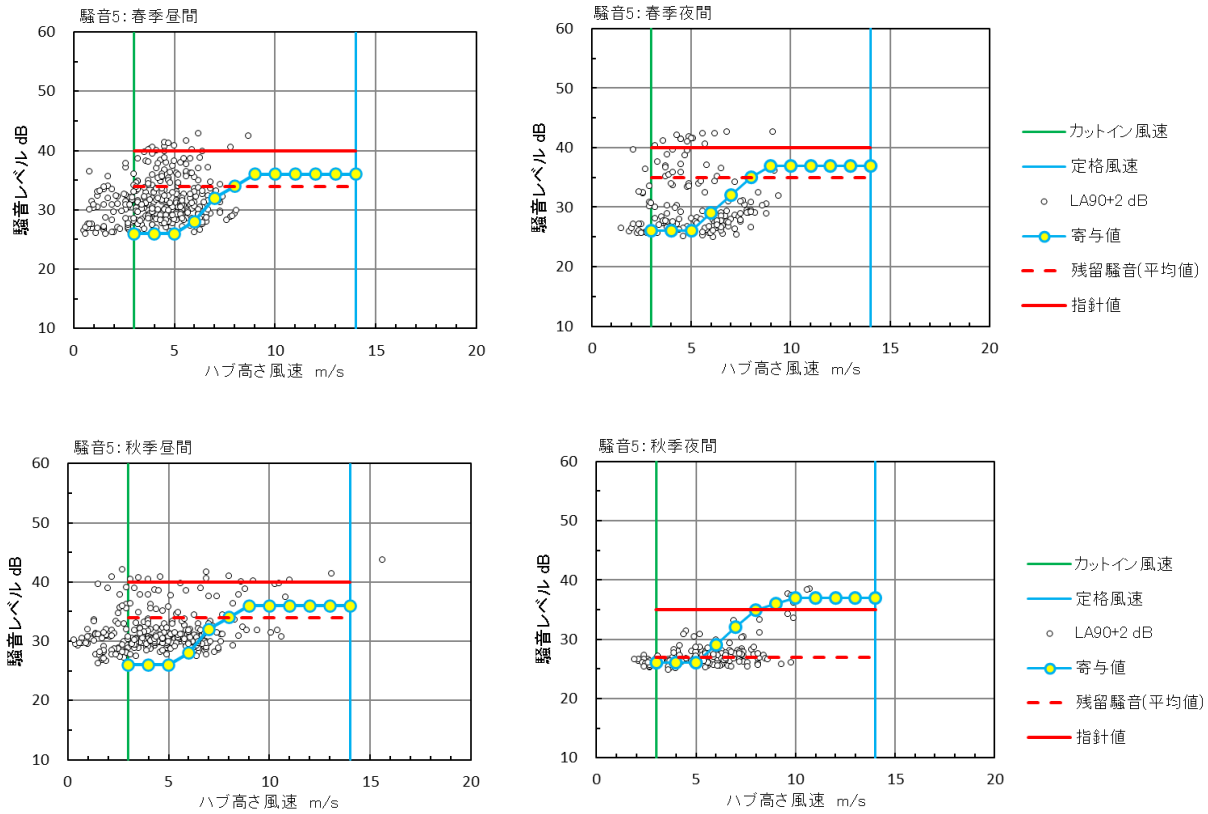 騒音5：春季昼間
60
50
40
30
20
10
0
5
10
15
20
騒音レベル dB
ハブ高さ風速 m/s
騒音5：春季夜間
60
50
40
30
20
10
0
5
10
15
20
騒音レベル dB
ハブ高さ風速 m/s
カットイン風速
定格風速
LA90+2 dB
寄与値
残留騒音(平均値)
指針値
騒音5：秋季昼間
60
50
40
30
20
10
0
5
10
15
20
騒音レベル dB
ハブ高さ風速 m/s
騒音5：秋季夜間
60
50
40
30
20
10
0
5
10
15
20
騒音レベル dB
ハブ高さ風速 m/s
カットイン風速
定格風速
LA90+2 dB
寄与値
残留騒音(平均値)
指針値